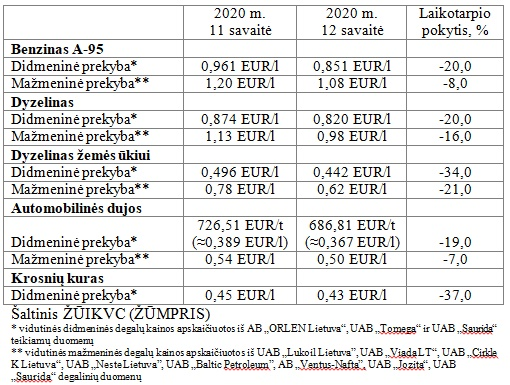 2020 m. 11 savaitė 2020 m. 12 savaitė Laikotarpio pokytis, %
Benzinas A-95
Didmeninė prekyba* 0,961 EUR/l 0,851 EUR/l -20,0
Mažmeninė prekyba** 1,20 EUR/l 1,08 EUR/l -8,0
Dyzelinas
Didmeninė prekyba* 0,874 EUR/l 0,820 EUR/l -20,0
Mažmeninė prekyba** 1,13 EUR/l 0,98 EUR/l -16,0
Dyzelinas žemės ūkiui
Didmeninė prekyba* 0,496 EUR/l 0,442 EUR/l -34,0
Mažmeninė prekyba** 0,78 EUR/l 0,62 EUR/l -21,0
Automobilinės dujos
Didmeninė prekyba* 726,51 EUR/t (≈0,389 EUR/l) 686,81 EUR/t (≈0,367 EUR/l) -19,0
Mažmeninė prekyba** 0,54 EUR/l 0,50 EUR/l -7,0
Krosnių kuras
Didmeninė prekyba* 0,45 EUR/l 0,43 EUR/l -37,0
Šaltinis ŽŪIKVC (ŽŪMPRIS)
* vidutinės didmeninės degalų kainos apskaičiuotos iš AB „ORLEN Lietuva“, UAB „Tomega“ ir UAB „Saurida“
teikiamų duomenų
** vidutinės mažmeninės degalų kainos apskaičiuotos iš UAB „Lukoil Lietuva“, UAB „Viada LT“, UAB „Cirkle
K Lietuva“, UAB „Neste Lietuva“, UAB „Baltic Petroleum”, AB „Ventus-Nafta”, UAB „Jozita“, UAB
„Saurida“ degalinių duomenų